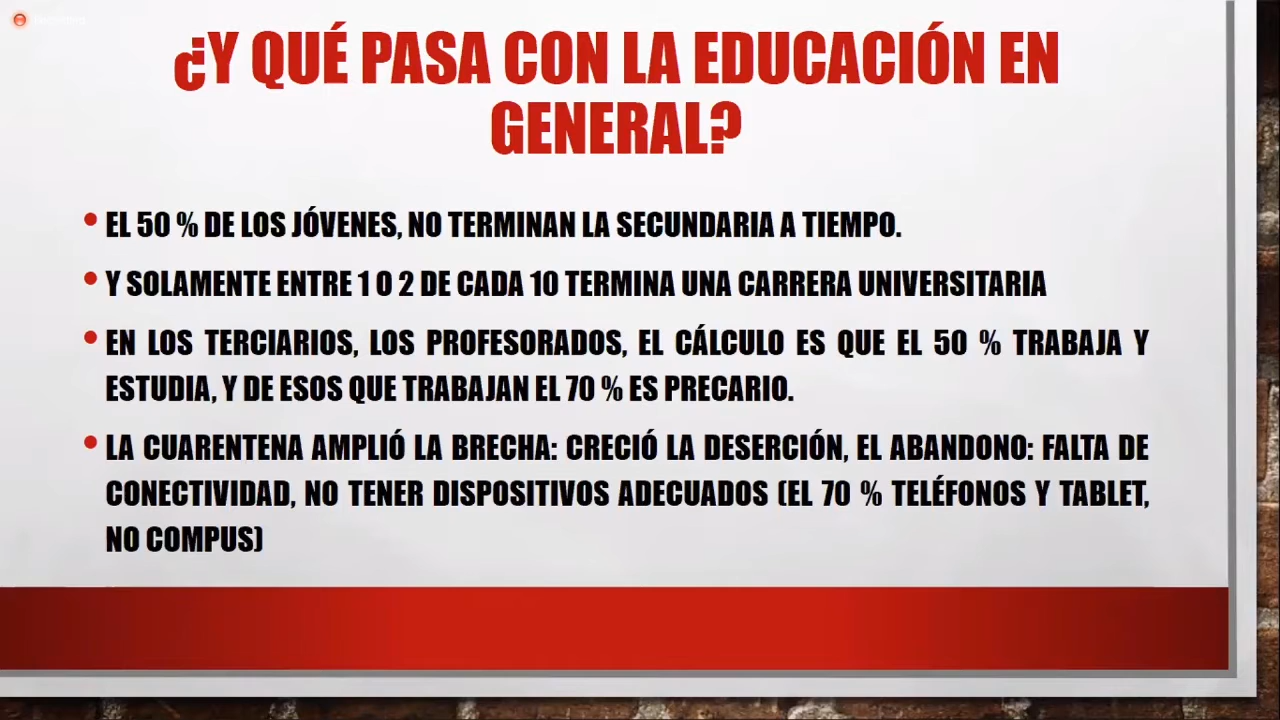 ¿Y QUÉ PASA CON LA EDUCACIÓN EN
GENERAL?
• EL 50 % DE LOS JÓVENES, NO TERMINAN LA SECUNDARIA A TIEMPO.
• Y SOLAMENTE ENTRE 1 O 2 DE CADA 10 TERMINA UNA CARRERA UNIVERSITARIA
• EN LOS TERCIARIOS, LOS PROFESORADOS, EL CÁLCULO ES QUE EL 50 % TRABAJA Y
ESTUDIA, Y DE ESOS QUE TRABAJAN EL 70 % ES PRECARIO.
• LA CUARENTENA AMPLIÓ LA BRECHA: CRECIÓ LA DESERCIÓN, EL ABANDONO: FALTA DE
CONECTIVIDAD, NO TENER DISPOSITIVOS ADECUADOS (EL 70 % TELÉFONOS Y TABLET,
NO COMPUS)